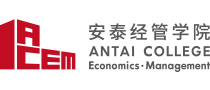 ACEM
安泰经管学院
ANTAI COLLEGE
Economics·Management